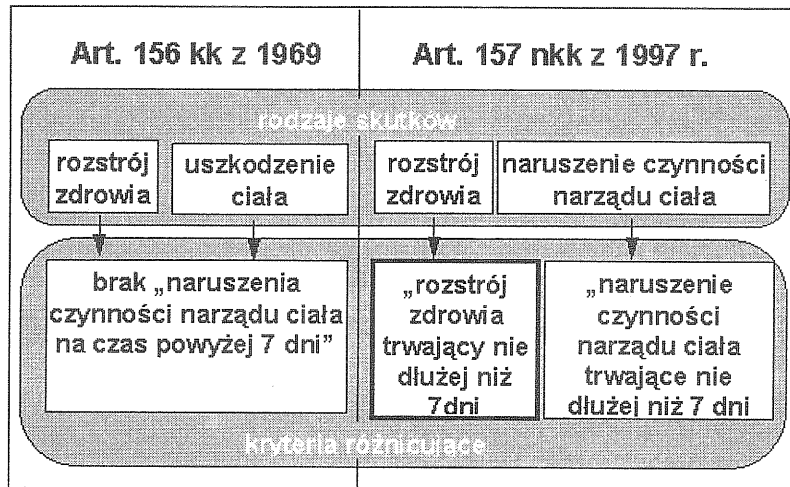 Art. 156 kk z 1969
Art. 157 nkk z 1997 r.
rodzaje skutków
rozstrój
zdrowia
uszkodzenie
ciała
rozstrój
zdrowia
naruszenie czynności
narządu ciała
brak „naruszenia
czynności narządu ciała
na czas powyżej 7 dni”
„rozstrój
zdrowia
trwający nie
dłużej niż
7dni
„naruszenie
czynności
narządu ciała
trwające nie
dłużej niż 7 dni
kryteria różnicujące